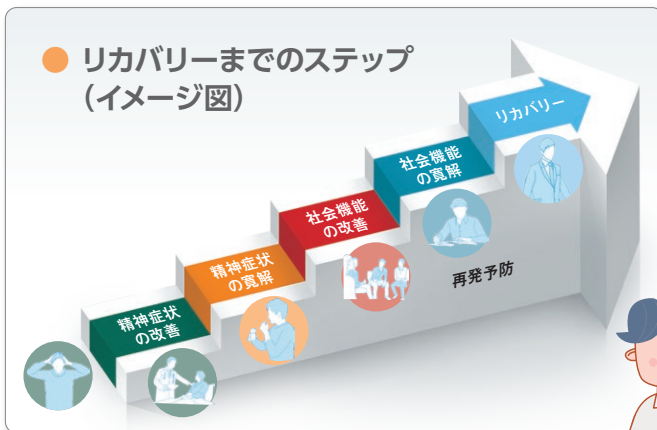 リカバリーまでのステップ
（イメージ図）
リカバリー
社会機能
の寛解
社会機能
の改善
精神症状
の寛解
精神症状
の改善
再発予防